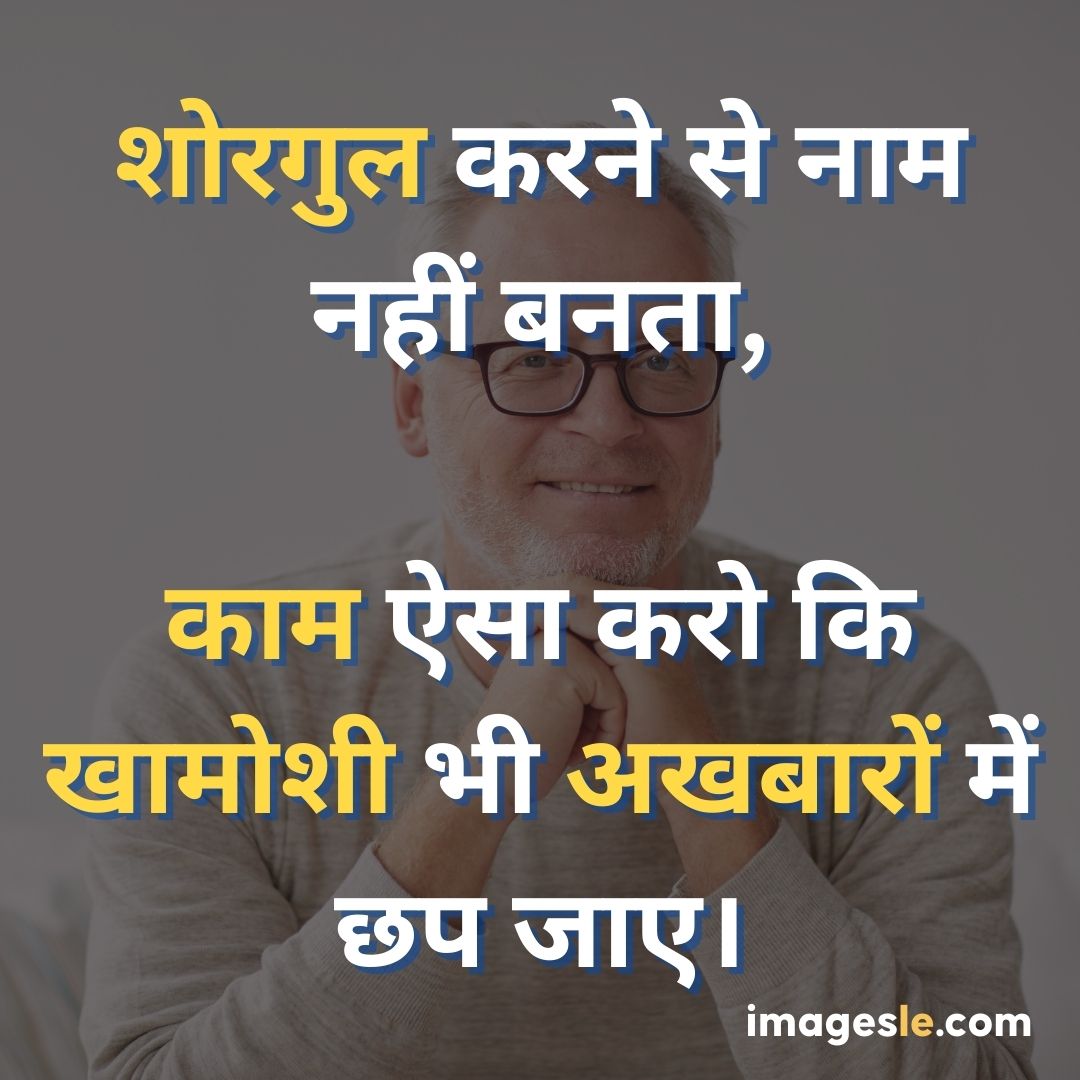 शोरगुल करने से नाम
नहीं बनता,
काम ऐसा करो कि
खामोशी भी अखबारों में
छप जाए।
imagesle.com